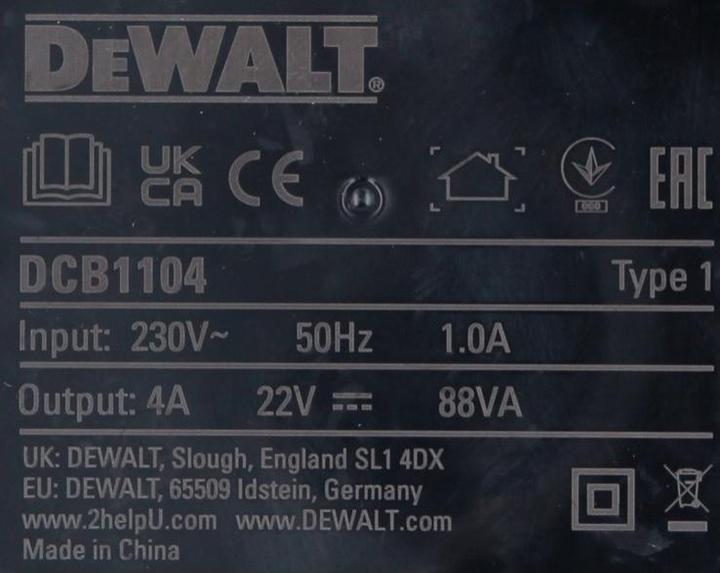 DEWALT®
UK CA CE EAC
DCB1104 Type 1
Input: 230V~ 50Hz 1.0A
Output: 4A 22V ⎓ 88VA
UK: DEWALT, Slough, England SL1 4DX
EU: DEWALT, 65509 Idstein, Germany
www.2helpU.com www.DEWALT.com
Made in China